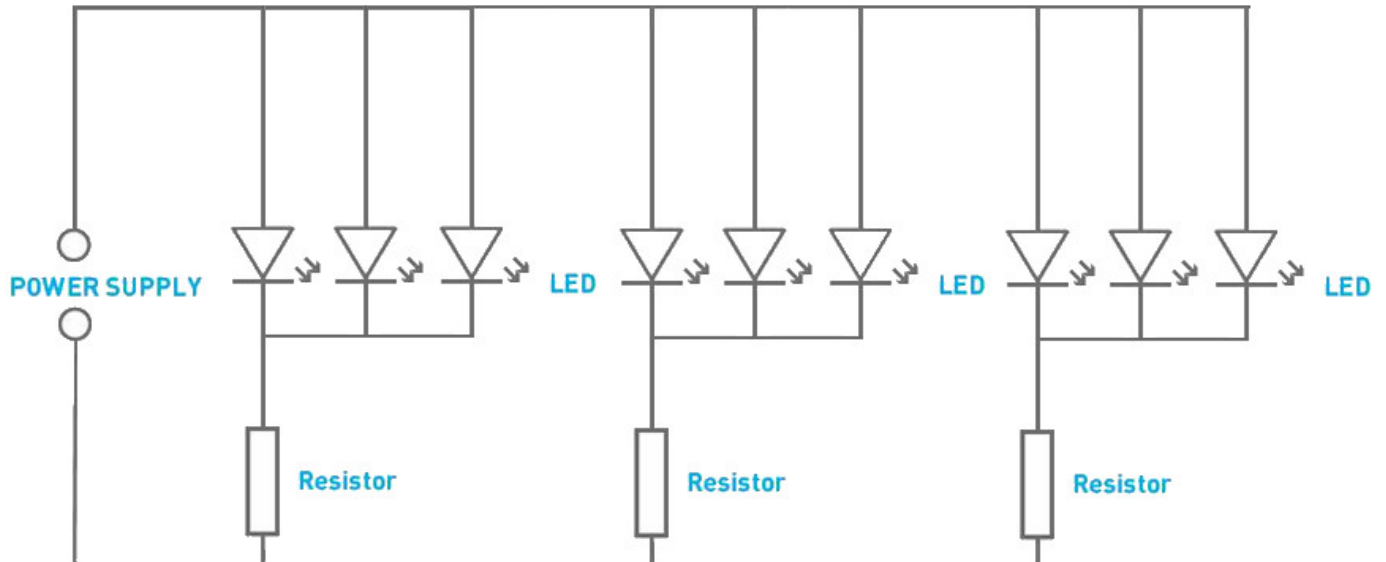 POWER SUPPLY
LED
LED
LED
Resistor
Resistor
Resistor